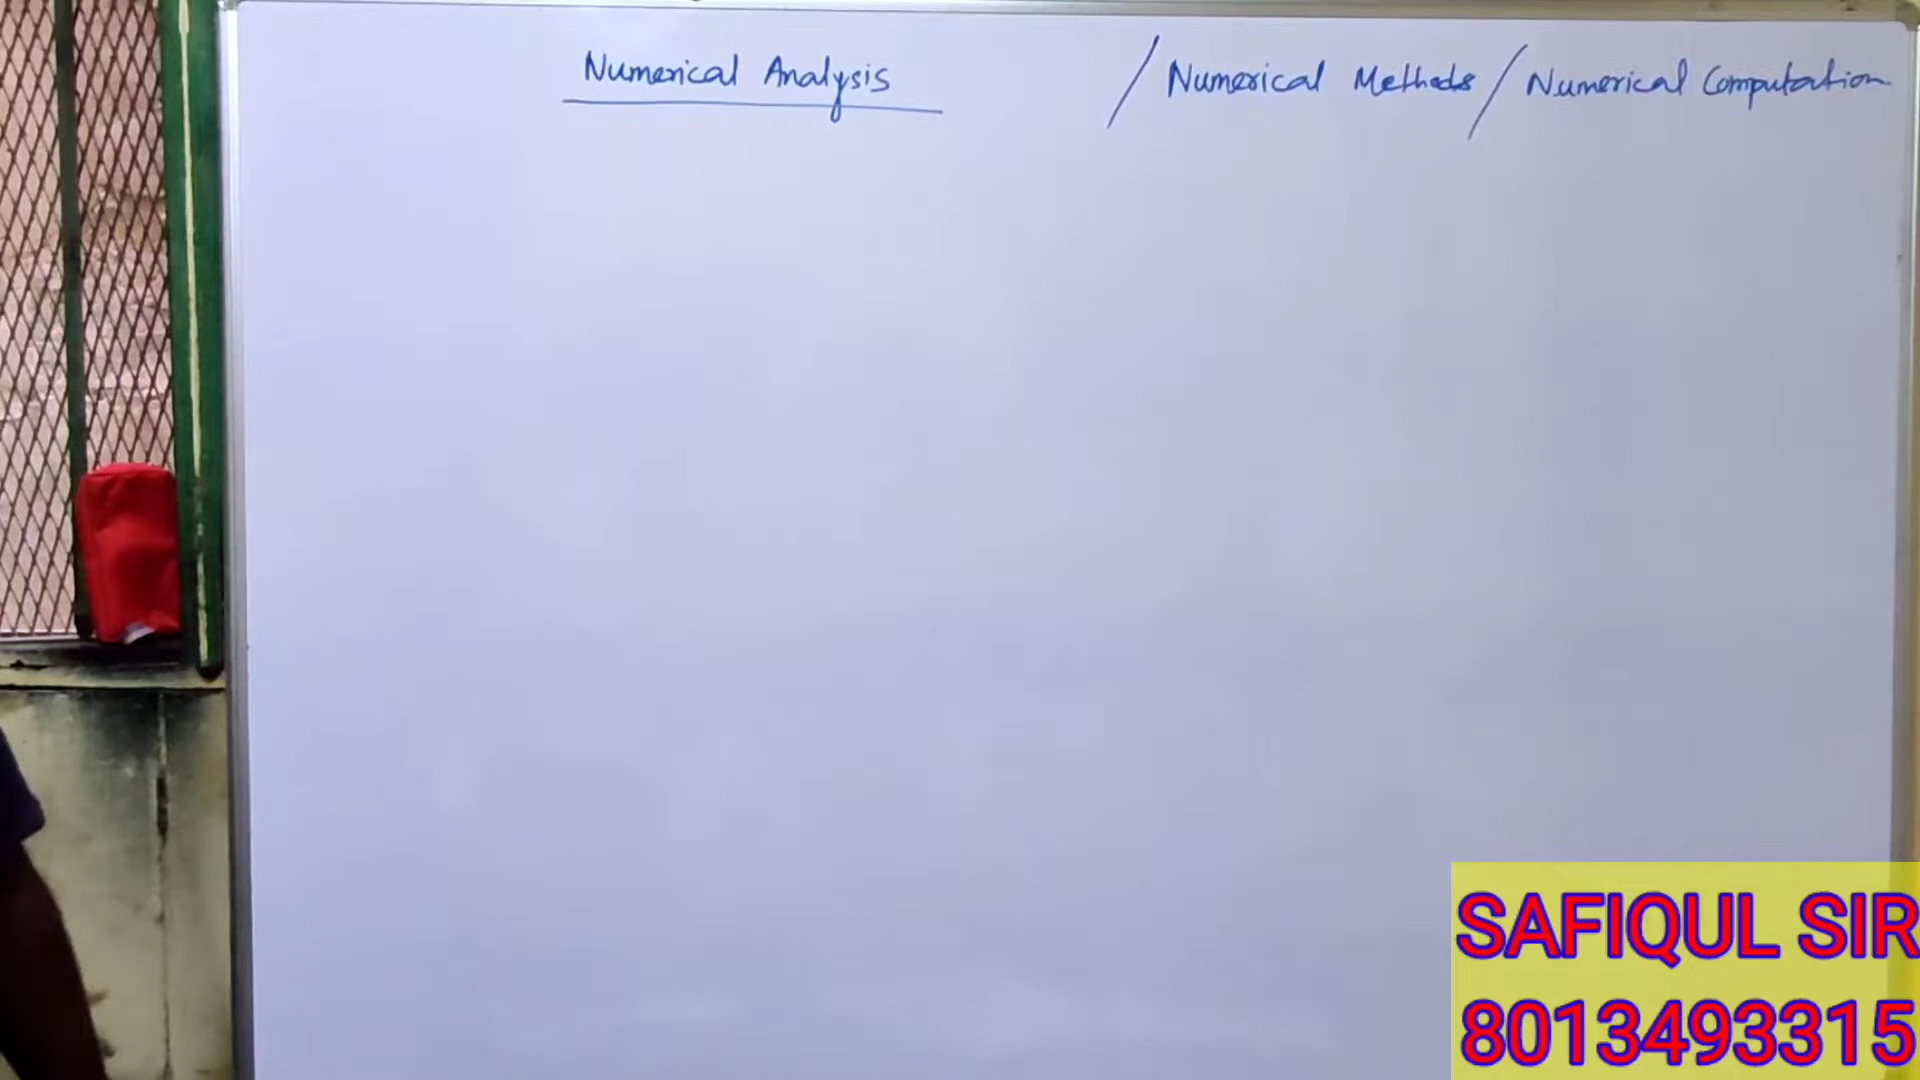 Numerical Analysis / Numerical Methods / Numerical Computation
SAFIQUL SIR
8013493315